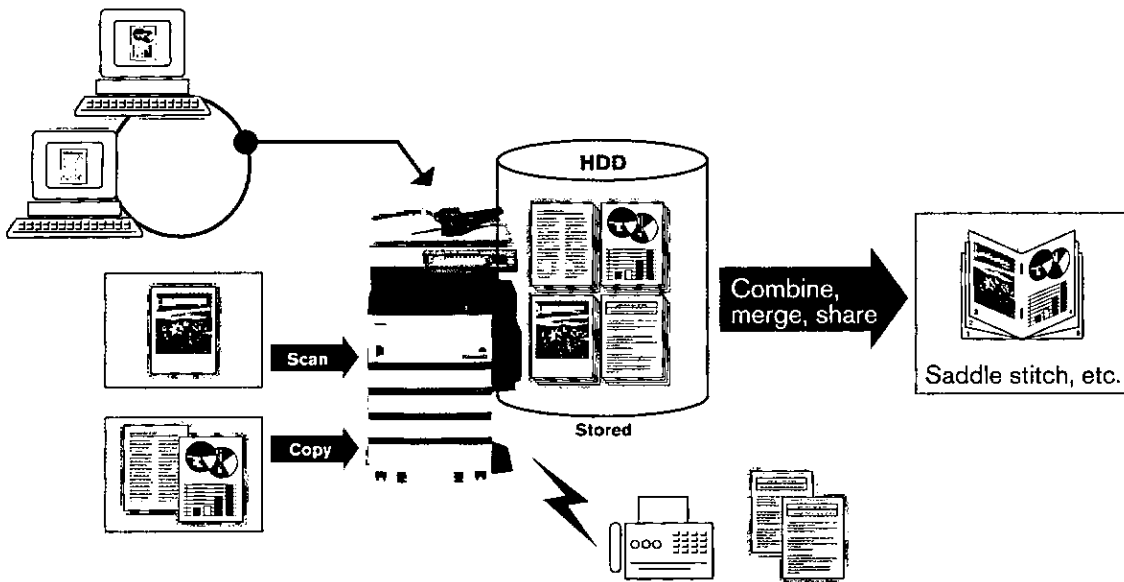 HDD
Scan
Copy
Stored
Combine,
merge, share
Saddle stitch, etc.